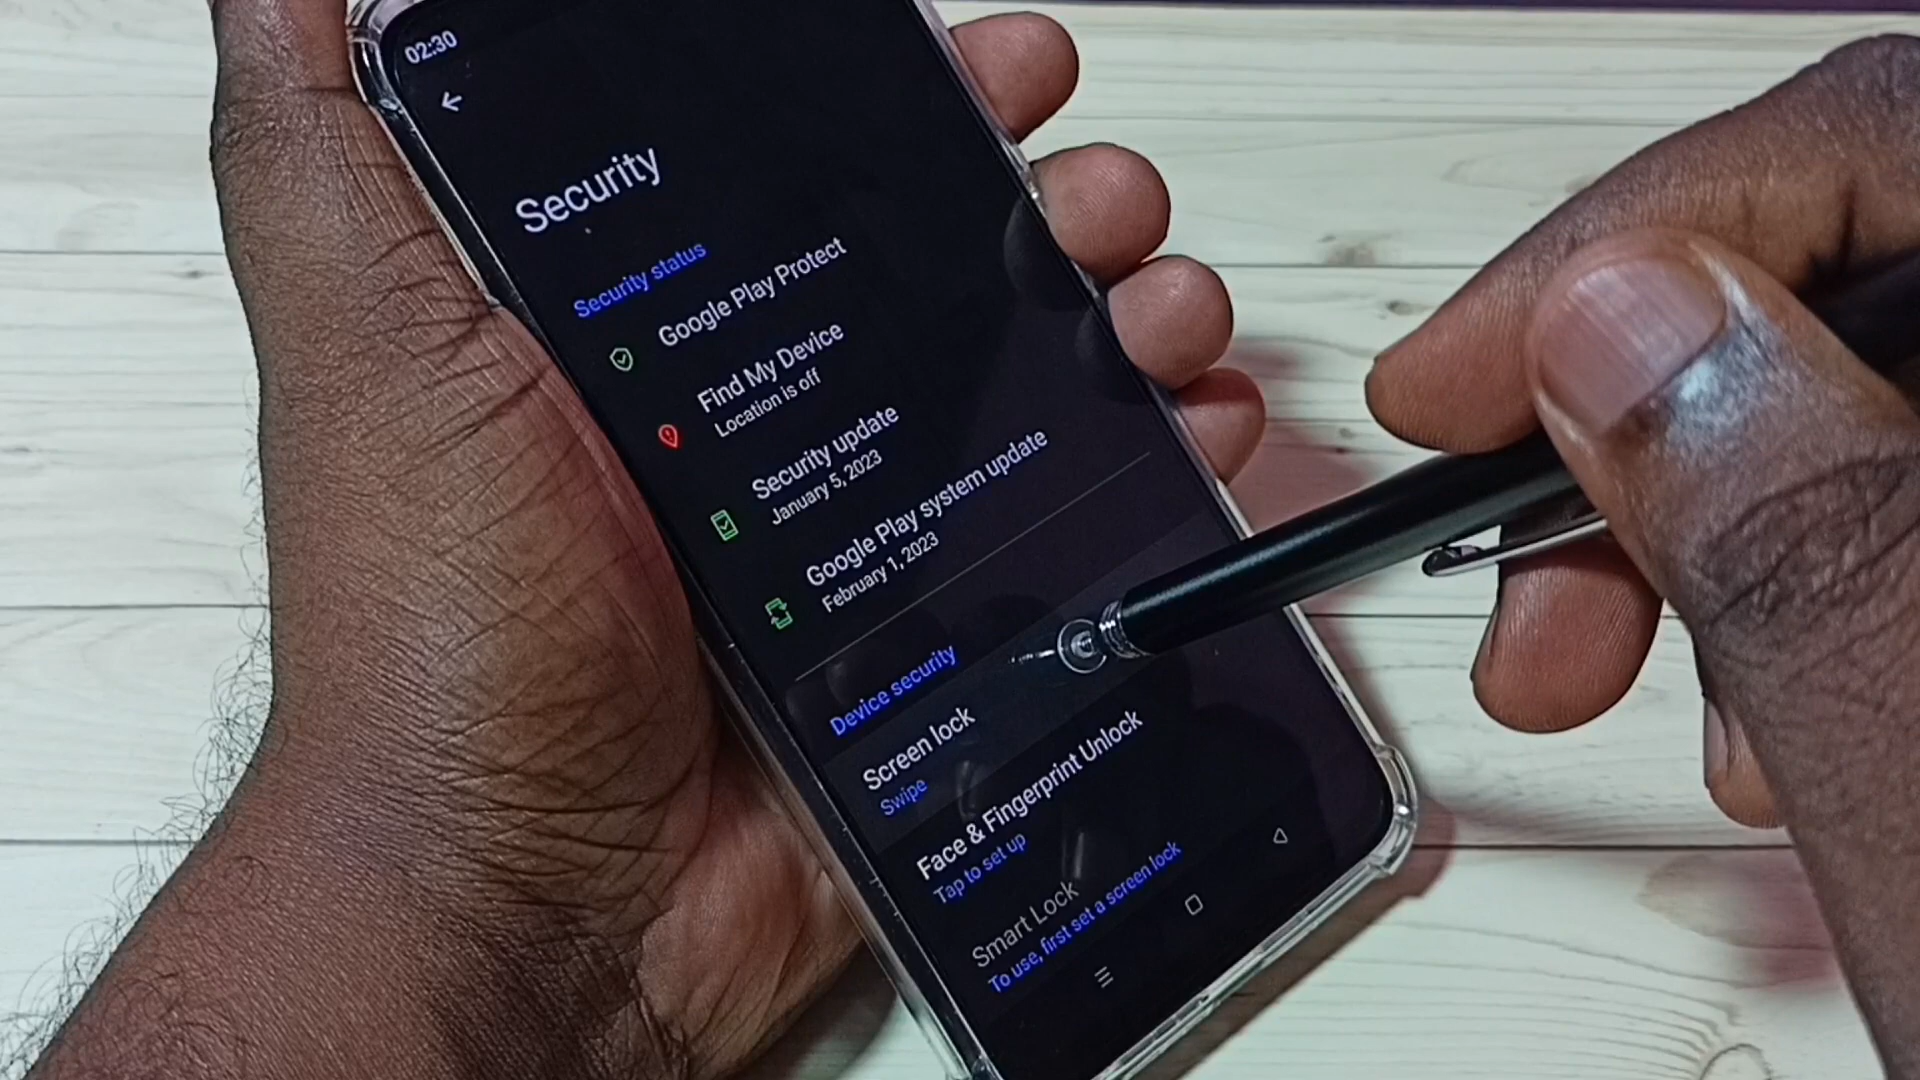 02:30
Security
Security status
Google Play Protect
Find My Device
Location is off
Security update
January 5, 2023
Google Play system update
February 1, 2023
Device security
Screen lock
Swipe
Face & Fingerprint Unlock
Tap to set up
Smart Lock
To use, first set a screen lock